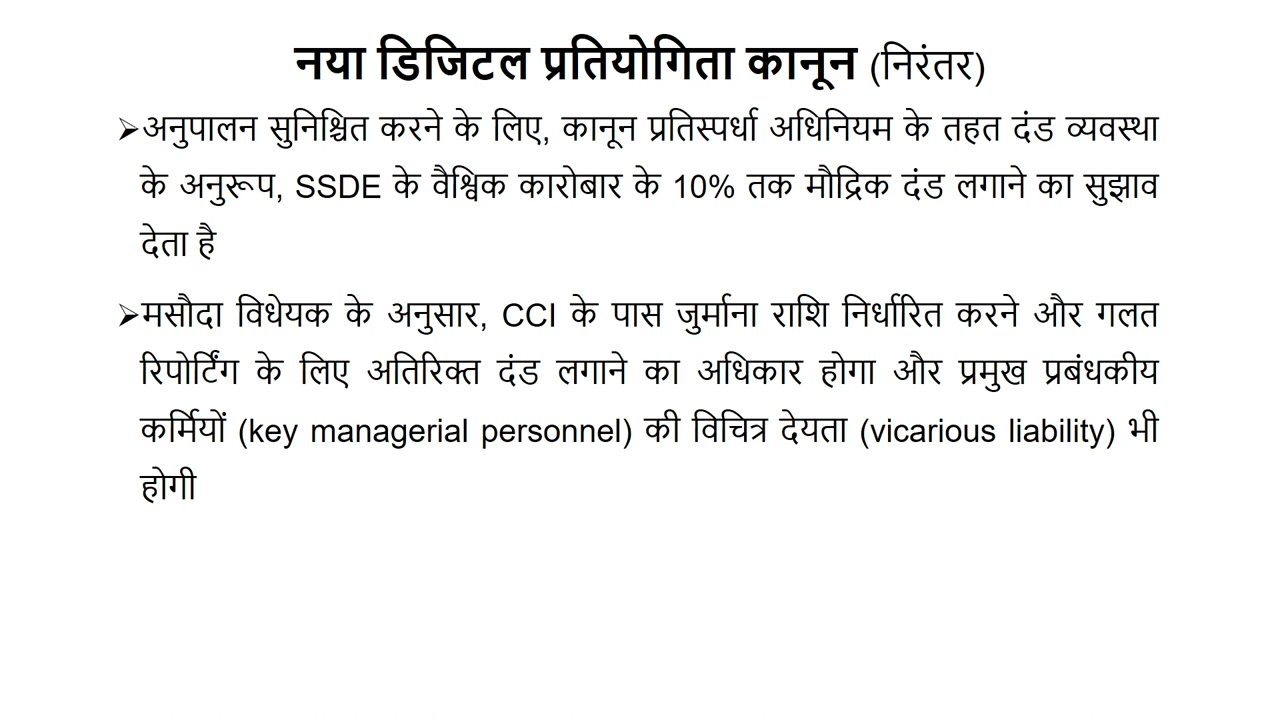 नया डिजिटल प्रतियोगिता कानून (निरंतर)
➢अनुपालन सुनिश्चित करने के लिए, कानून प्रतिस्पर्धा अधिनियम के तहत दंड व्यवस्था
के अनुरूप, SSDE के वैश्विक कारोबार के 10% तक मौद्रिक दंड लगाने का सुझाव
देता है
➢मसौदा विधेयक के अनुसार, CCI के पास जुर्माना राशि निर्धारित करने और गलत
रिपोर्टिंग के लिए अतिरिक्त दंड लगाने का अधिकार होगा और प्रमुख प्रबंधकीय
कर्मियों (key managerial personnel) की विचित्र देयता (vicarious liability) भी
होगी